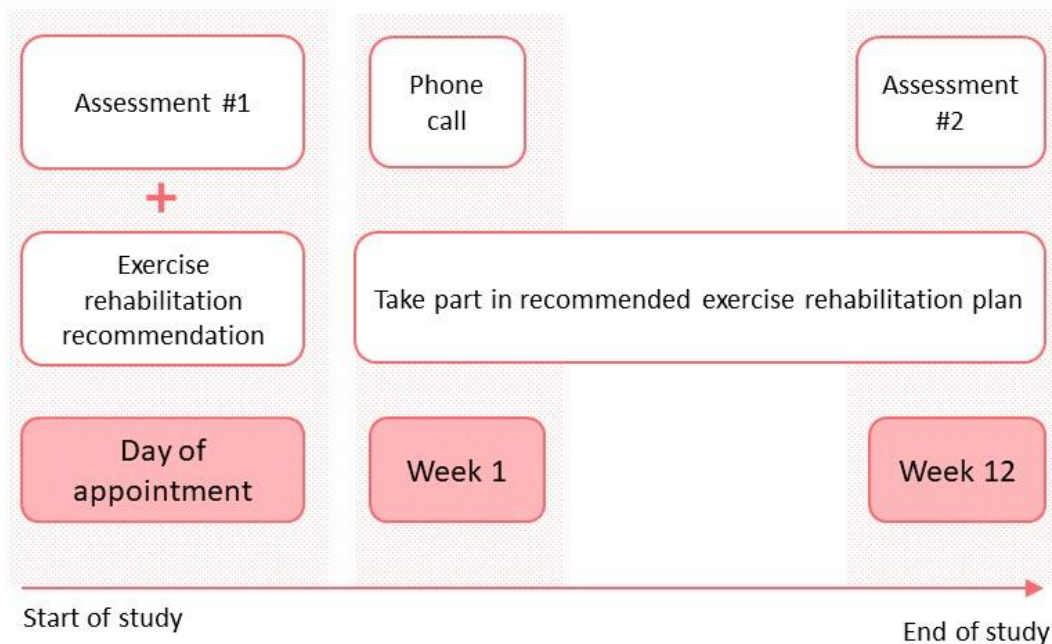 Assessment #1
+
Exercise
rehabilitation
recommendation
Day of
appointment
Phone
call
Assessment
#2
Take part in recommended exercise rehabilitation plan
Week 1
Week 12
Start of study
End of study